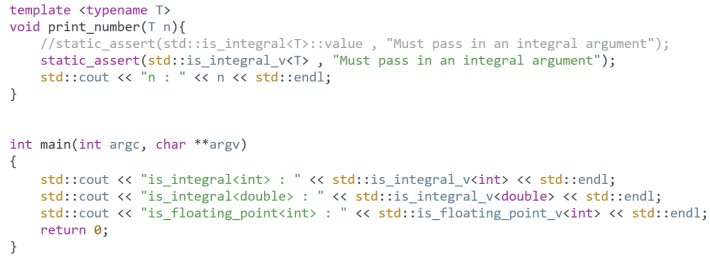 template <typename T>
void print_number(T n){
    //static_assert(std::is_integral<T>::value , "Must pass in an integral argument");
    static_assert(std::is_integral_v<T> , "Must pass in an integral argument");
    std::cout << "n : " << n << std::endl;
}
int main(int argc, char **argv)
{
    std::cout << "is_integral<int> : " << std::is_integral_v<int> << std::endl;
    std::cout << "is_integral<double> : " << std::is_integral_v<double> << std::endl;
    std::cout << "is_floating_point<int> : " << std::is_floating_point_v<int> << std::endl;
    return 0;
}